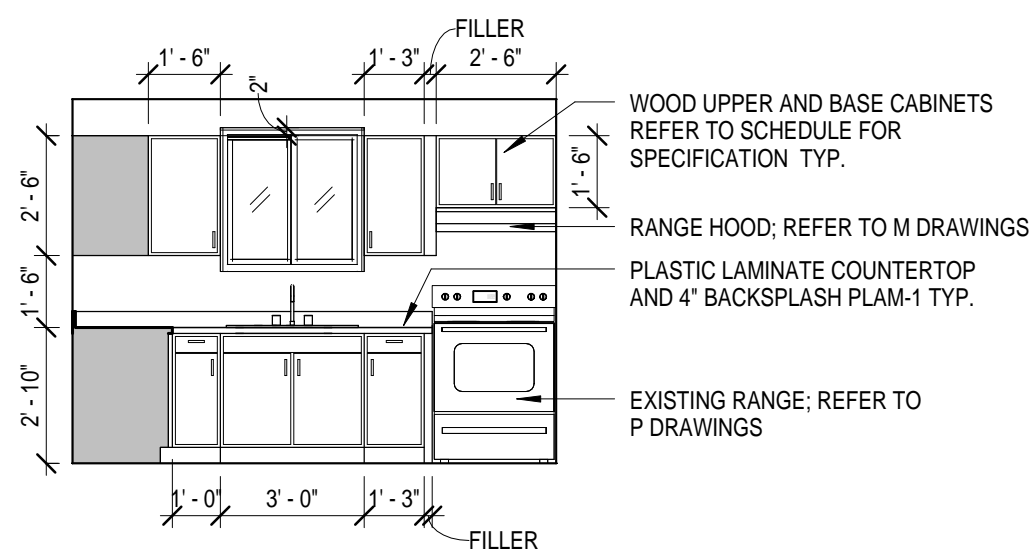 FILLER
1' - 6"
1' - 3"
2' - 6"
2"
WOOD UPPER AND BASE CABINETS
REFER TO SCHEDULE FOR
SPECIFICATION TYP.
2' - 6"
1' - 6"
RANGE HOOD; REFER TO M DRAWINGS
1' - 6"
PLASTIC LAMINATE COUNTERTOP
AND 4" BACKSPLASH PLAM-1 TYP.
2' - 10"
EXISTING RANGE; REFER TO
P DRAWINGS
1' - 0"
3' - 0"
1' - 3"
FILLER